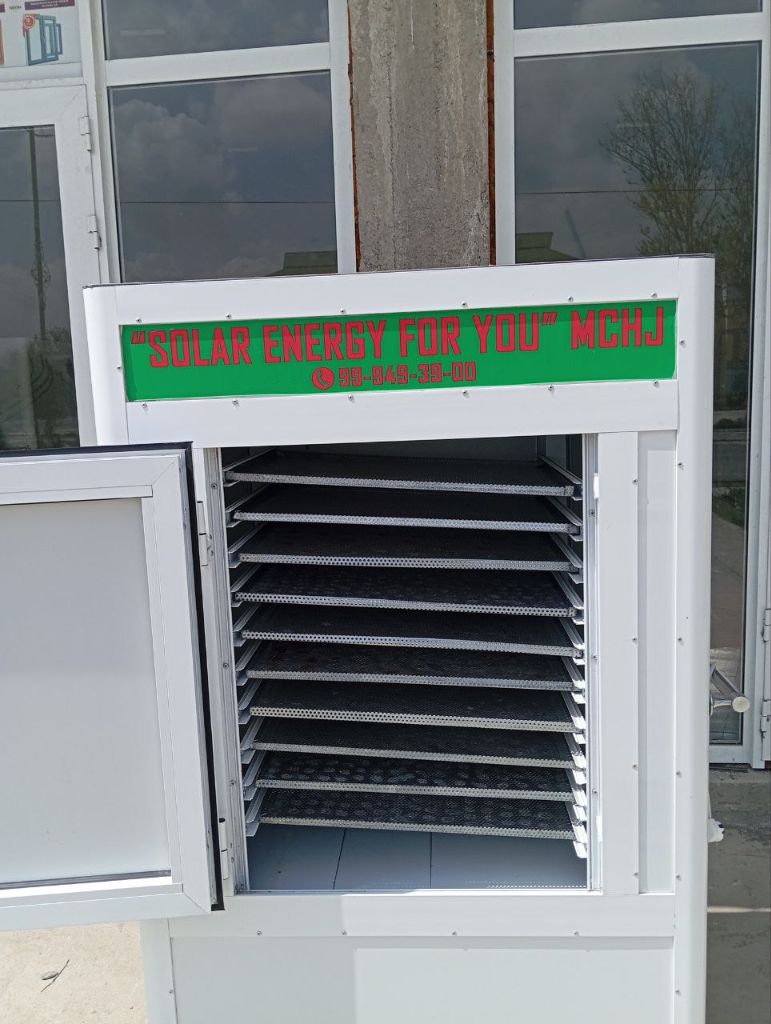 "SOLAR ENERGY FOR YOU" MCHJ
99-949-39-00